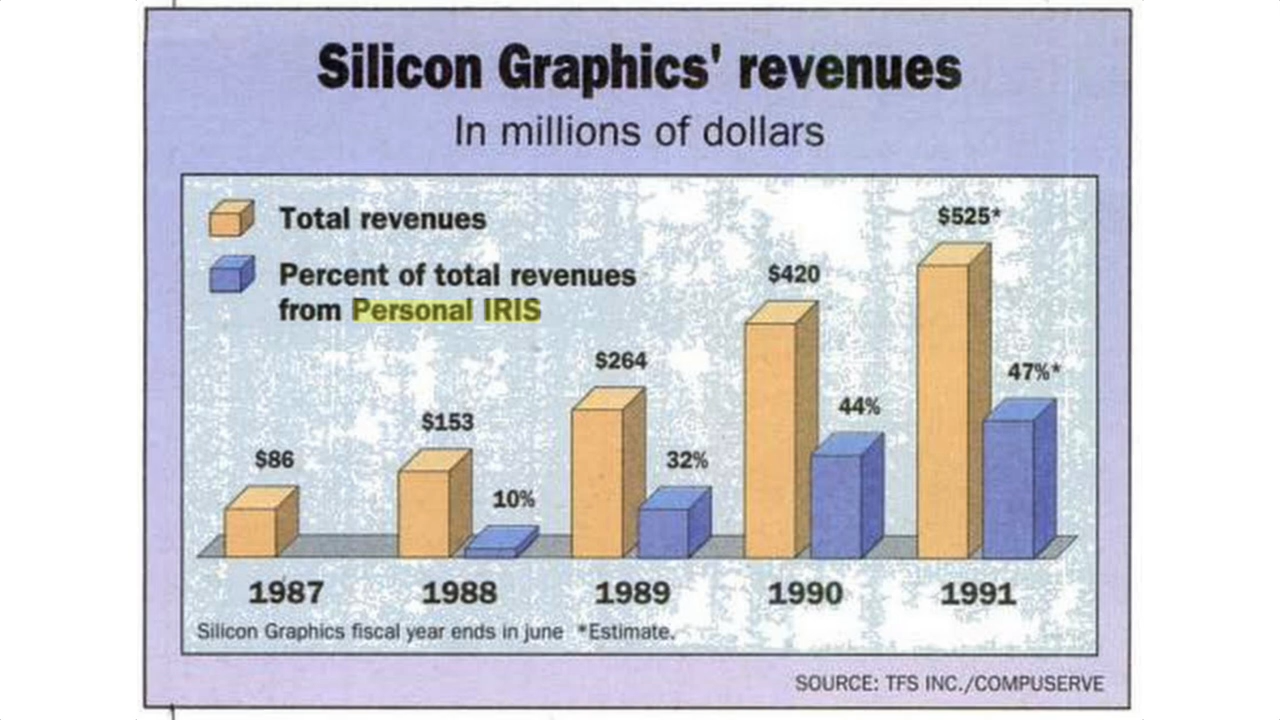 Silicon Graphics' revenues
In millions of dollars
Total revenues
Percent of total revenues
from Personal IRIS
$86
$153
10%
$264
32%
$420
44%
$525*
47%*
1987
1988
1989
1990
1991
Silicon Graphics fiscal year ends in june *Estimate.
SOURCE: TFS INC./COMPUSERVE